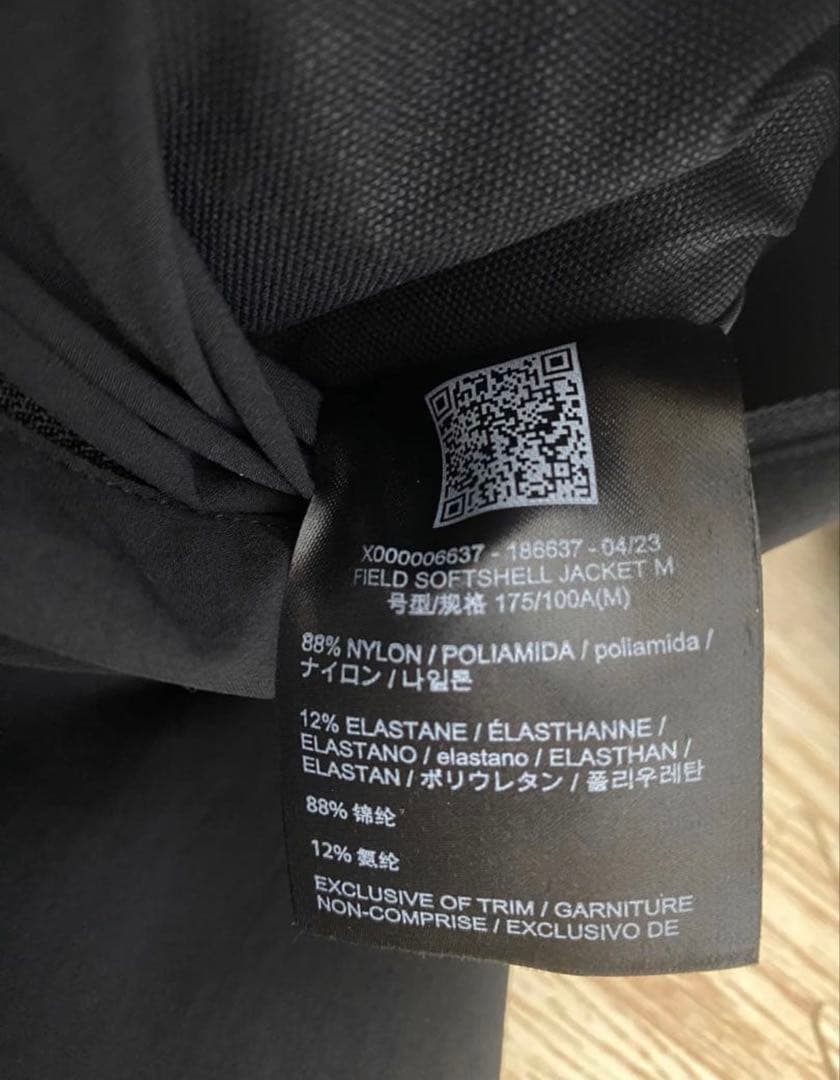 X000006637 - 186637 - 04/23
FIELD SOFTSHELL JACKET M
号型/规格 175/100A(M)
88% NYLON / POLIAMIDA / poliamida /
ナイロン / 나일론
12% ELASTANE / ÉLASTHANNE /
ELASTANO / elastano / ELASTHAN /
ELASTAN / ポリウレタン / 폴리우레탄
88% 锦纶
12% 氨纶
EXCLUSIVE OF TRIM / GARNITURE
NON-COMPRISE / EXCLUSIVO DE